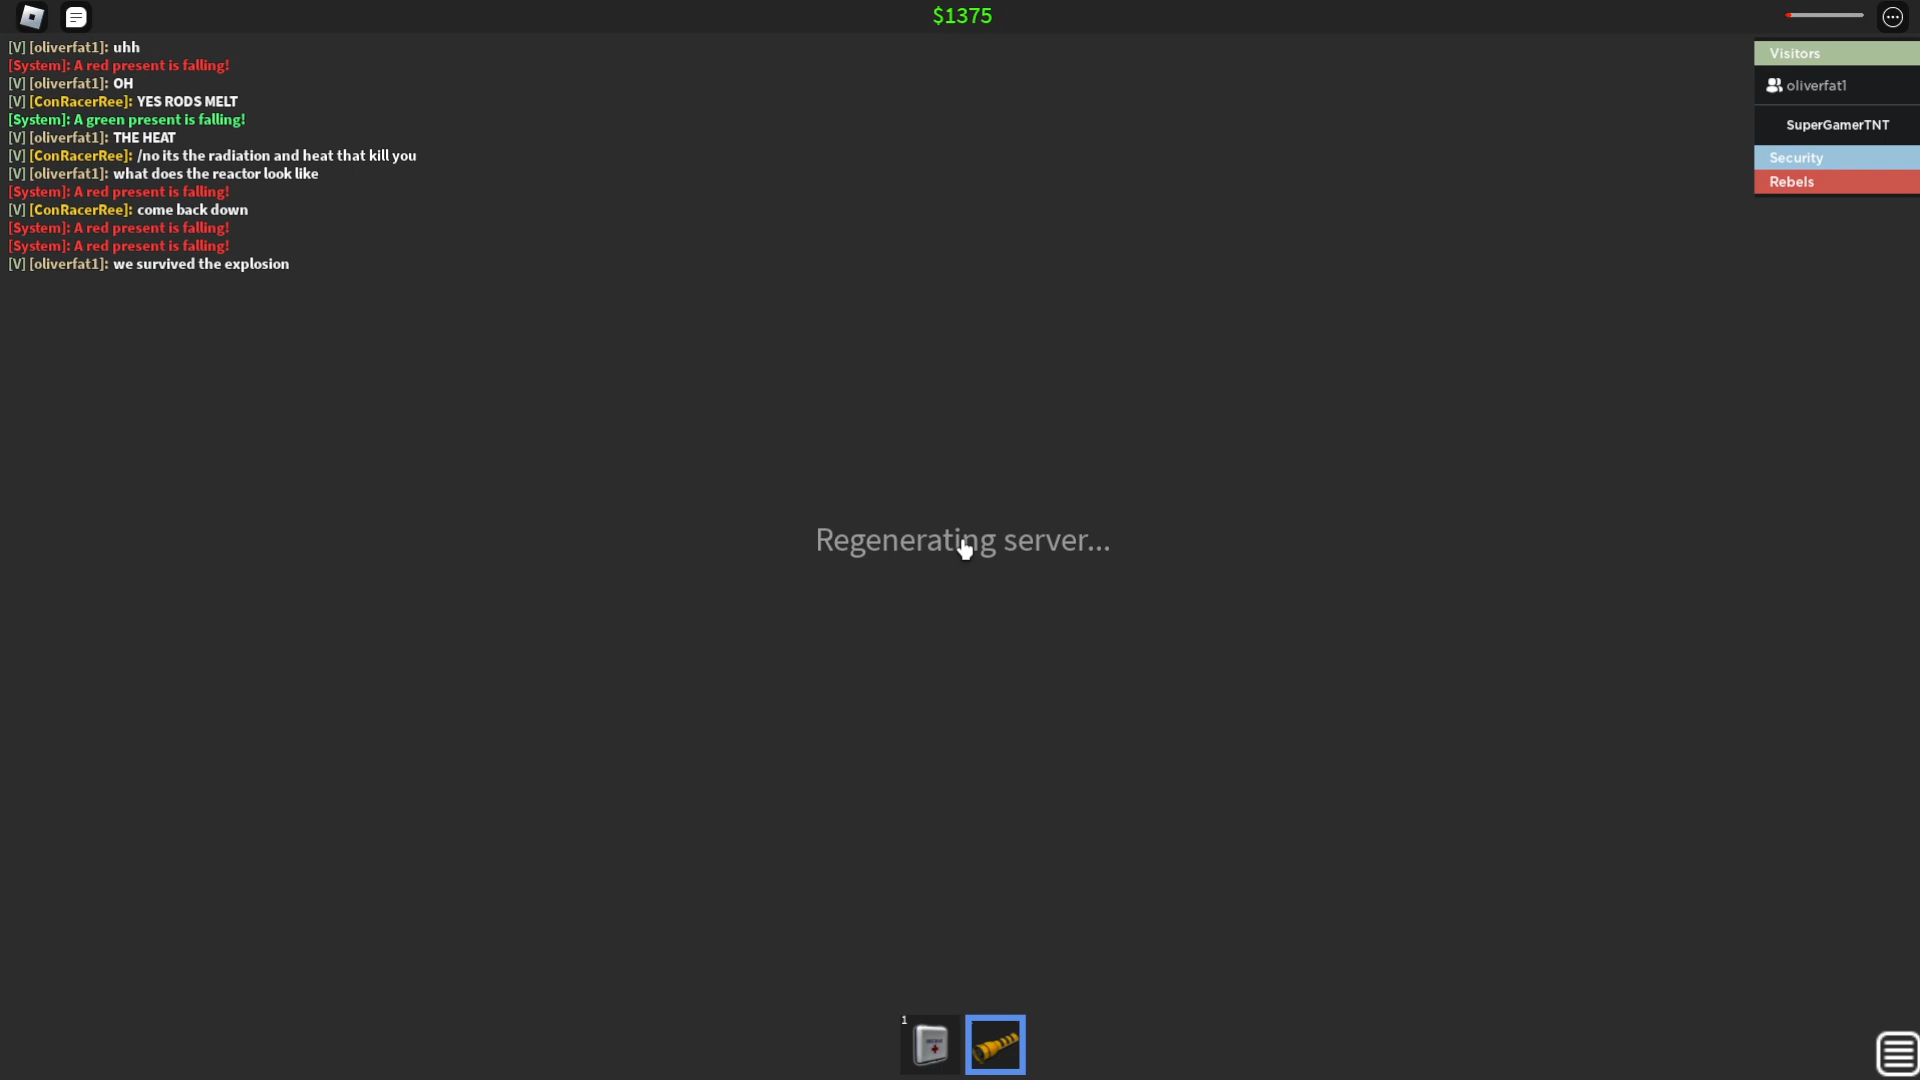 $1375
[V] [oliverfat1]: uhh
[System]: A red present is falling!
[V] [oliverfat1]: OH
[V] [ConRacerRee]: YES RODS MELT
[System]: A green present is falling!
[V] [oliverfat1]: THE HEAT
[V] [ConRacerRee]: /no its the radiation and heat that kill you
[V] [oliverfat1]: what does the reactor look like
[System]: A red present is falling!
[V] [ConRacerRee]: come back down
[System]: A red present is falling!
[System]: A red present is falling!
[V] [oliverfat1]: we survived the explosion
Visitors
oliverfat1
SuperGamerTNT
Security
Rebels
Regenerating server...
1